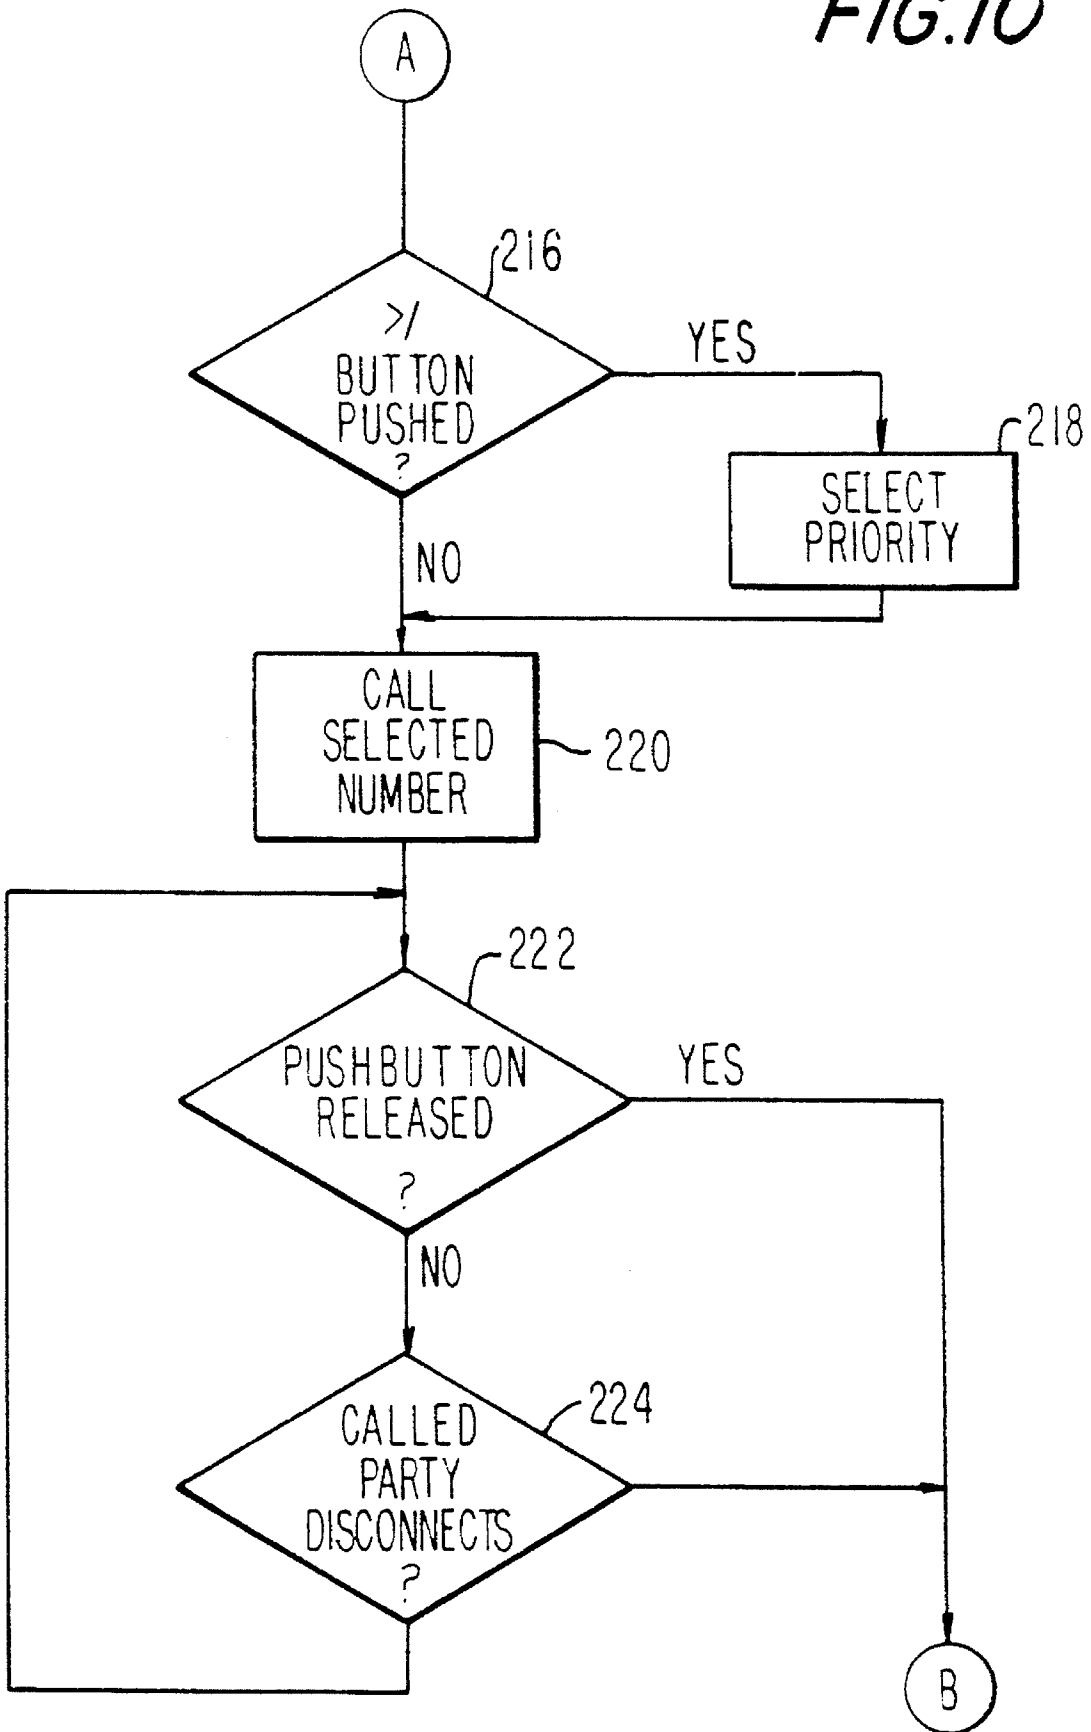 FIG.10
A
216
>1
BUTTON
PUSHED
?
YES
218
SELECT
PRIORITY
NO
CALL
SELECTED
NUMBER
220
222
PUSHBUTTON
RELEASED
?
YES
NO
224
CALLED
PARTY
DISCONNECTS
?
B